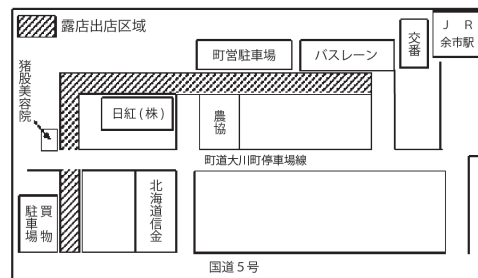 露店出店区域
ＪＲ
余市駅
交番
町営駐車場
バスレーン
猪股美容院
日紅(株)
農協
町道大川町停車場線
買物
駐車場
北海道信金
国道５号